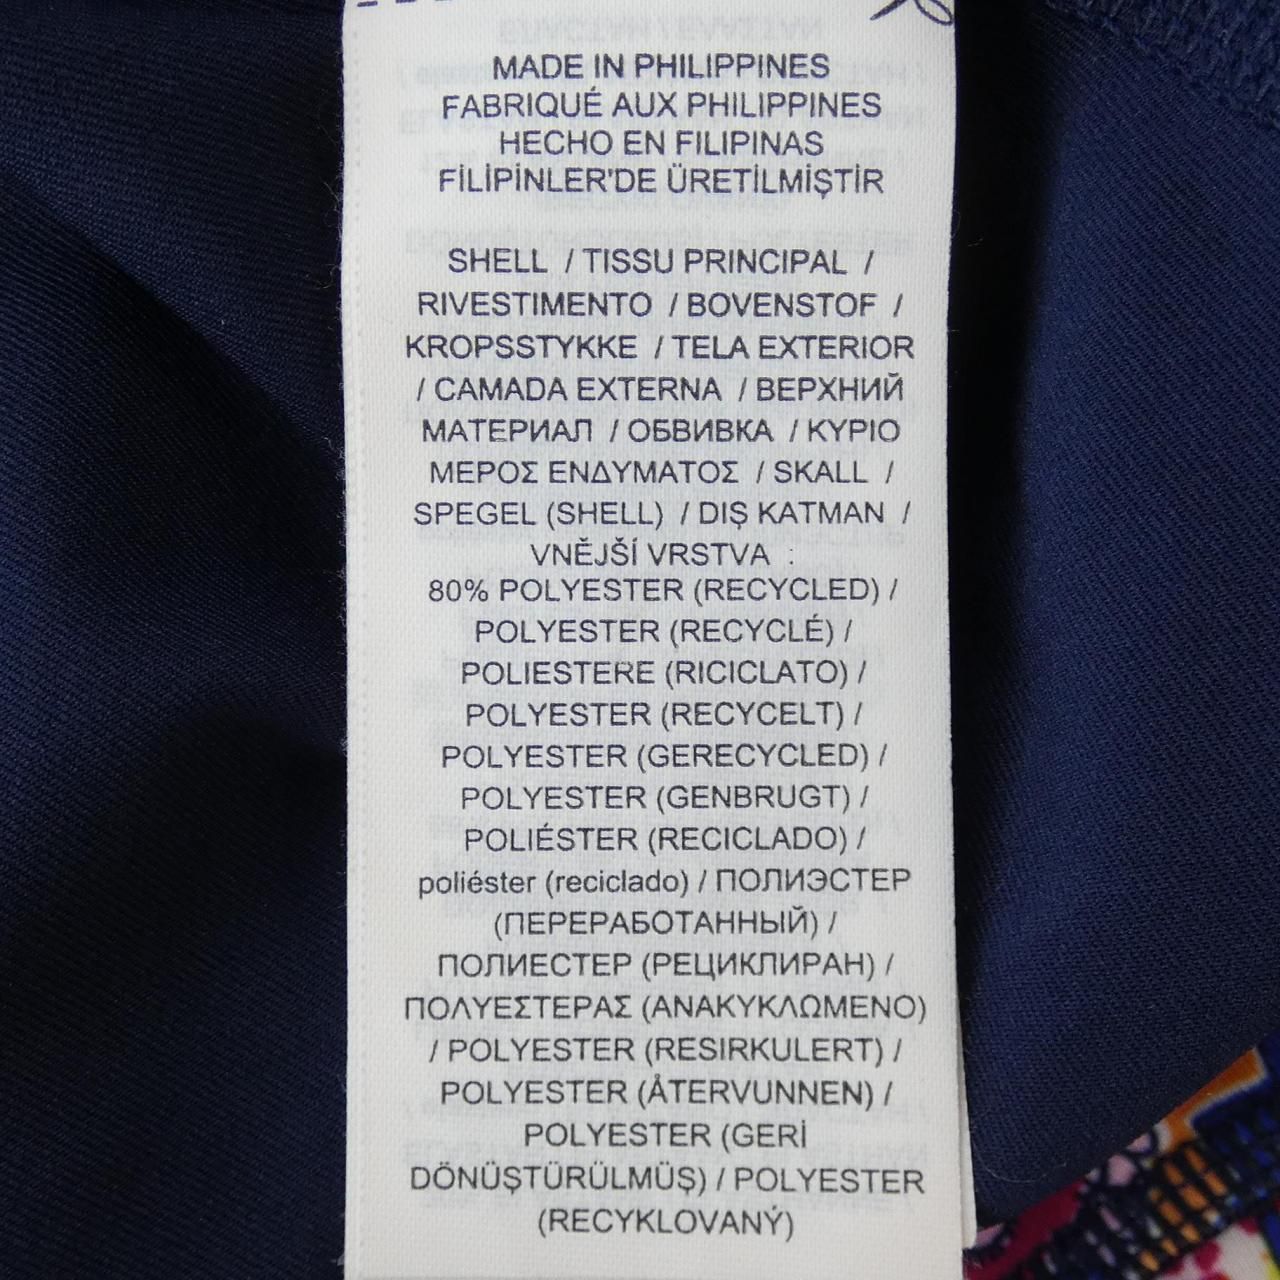 MADE IN PHILIPPINES
FABRIQUÉ AUX PHILIPPINES
HECHO EN FILIPINAS
FİLİPİNLER'DE ÜRETİLMİŞTİR
SHELL / TISSU PRINCIPAL /
RIVESTIMENTO / BOVENSTOF /
KROPSSTYKKE / TELA EXTERIOR
/ CAMADA EXTERNA / ВЕРХНИЙ
МАТЕРИАЛ / ОБВИВКА / ΚΥΡΙΟ
ΜΕΡΟΣ ΕΝΔΥΜΑΤΟΣ / SKALL /
SPEGEL (SHELL) / DIŞ KATMAN /
VNĚJŠÍ VRSTVA :
80% POLYESTER (RECYCLED) /
POLYESTER (RECYCLÉ) /
POLIESTERE (RICICLATO) /
POLYESTER (RECYCELT) /
POLYESTER (GERECYCLED) /
POLYESTER (GENBRUGT) /
POLIÉSTER (RECICLADO) /
poliéster (reciclado) / ПОЛИЭСТЕР
(ПЕРЕРАБОТАННЫЙ) /
ПОЛИЕСТЕР (РЕЦИКЛИРАН) /
ΠΟΛΥΕΣΤΕΡΑΣ (ΑΝΑΚΥΚΛΩΜΕΝΟ)
/ POLYESTER (RESIRKULERT) /
POLYESTER (ÅTERVUNNEN) /
POLYESTER (GERİ
DÖNÜŞTÜRÜLMÜŞ) / POLYESTER
(RECYKLOVANÝ)